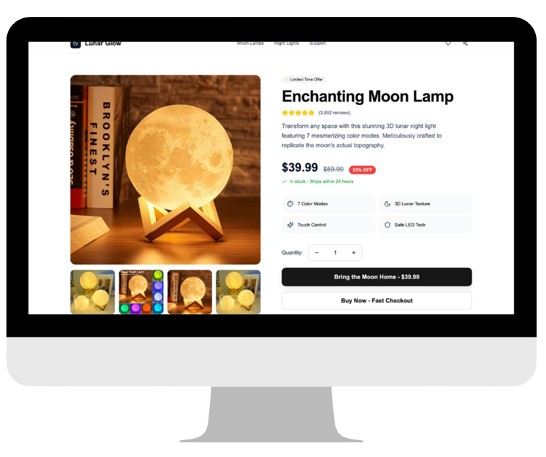 Lunar Glow
Moon Lamps
Night Lights
Support
BROOKLYN'S
FINEST
Limited Time Offer
Enchanting Moon Lamp
(3,892 reviews)
Transform any space with this stunning 3D lunar night light
featuring 7 mesmerizing color modes. Meticulously crafted to
replicate the moon's actual topography.
$39.99 $59.99 33% OFF
In stock - Ships within 24 hours
7 Color Modes
3D Lunar Texture
Touch Control
Safe LED Tech
Quantity: − 1 +
Bring the Moon Home - $39.99
Buy Now - Fast Checkout